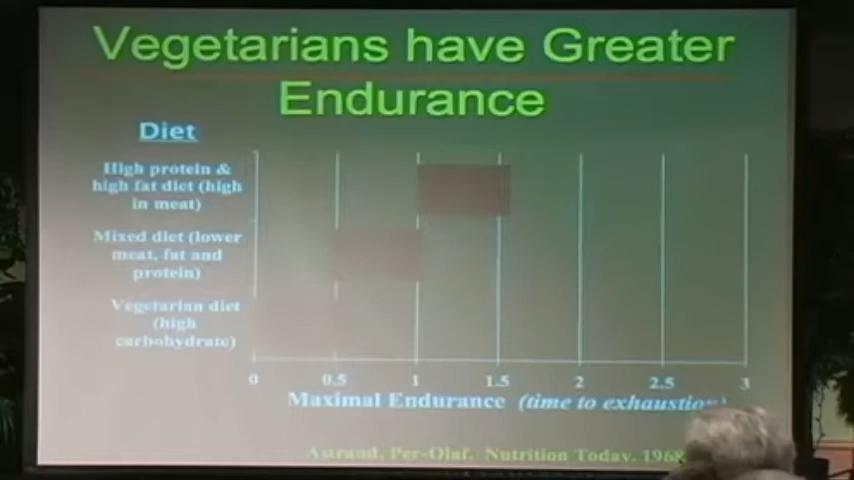 Vegetarians have Greater
Endurance
Diet
High protein &
high fat diet (high
in meat)
Mixed diet (lower
meat, fat and
protein)
Vegetarian diet
(high
carbohydrate)
0 0.5 1 1.5 2 2.5 3
Maximal Endurance (time to exhaustion)
Astraud, Per-Olaf. Nutrition Today. 1968